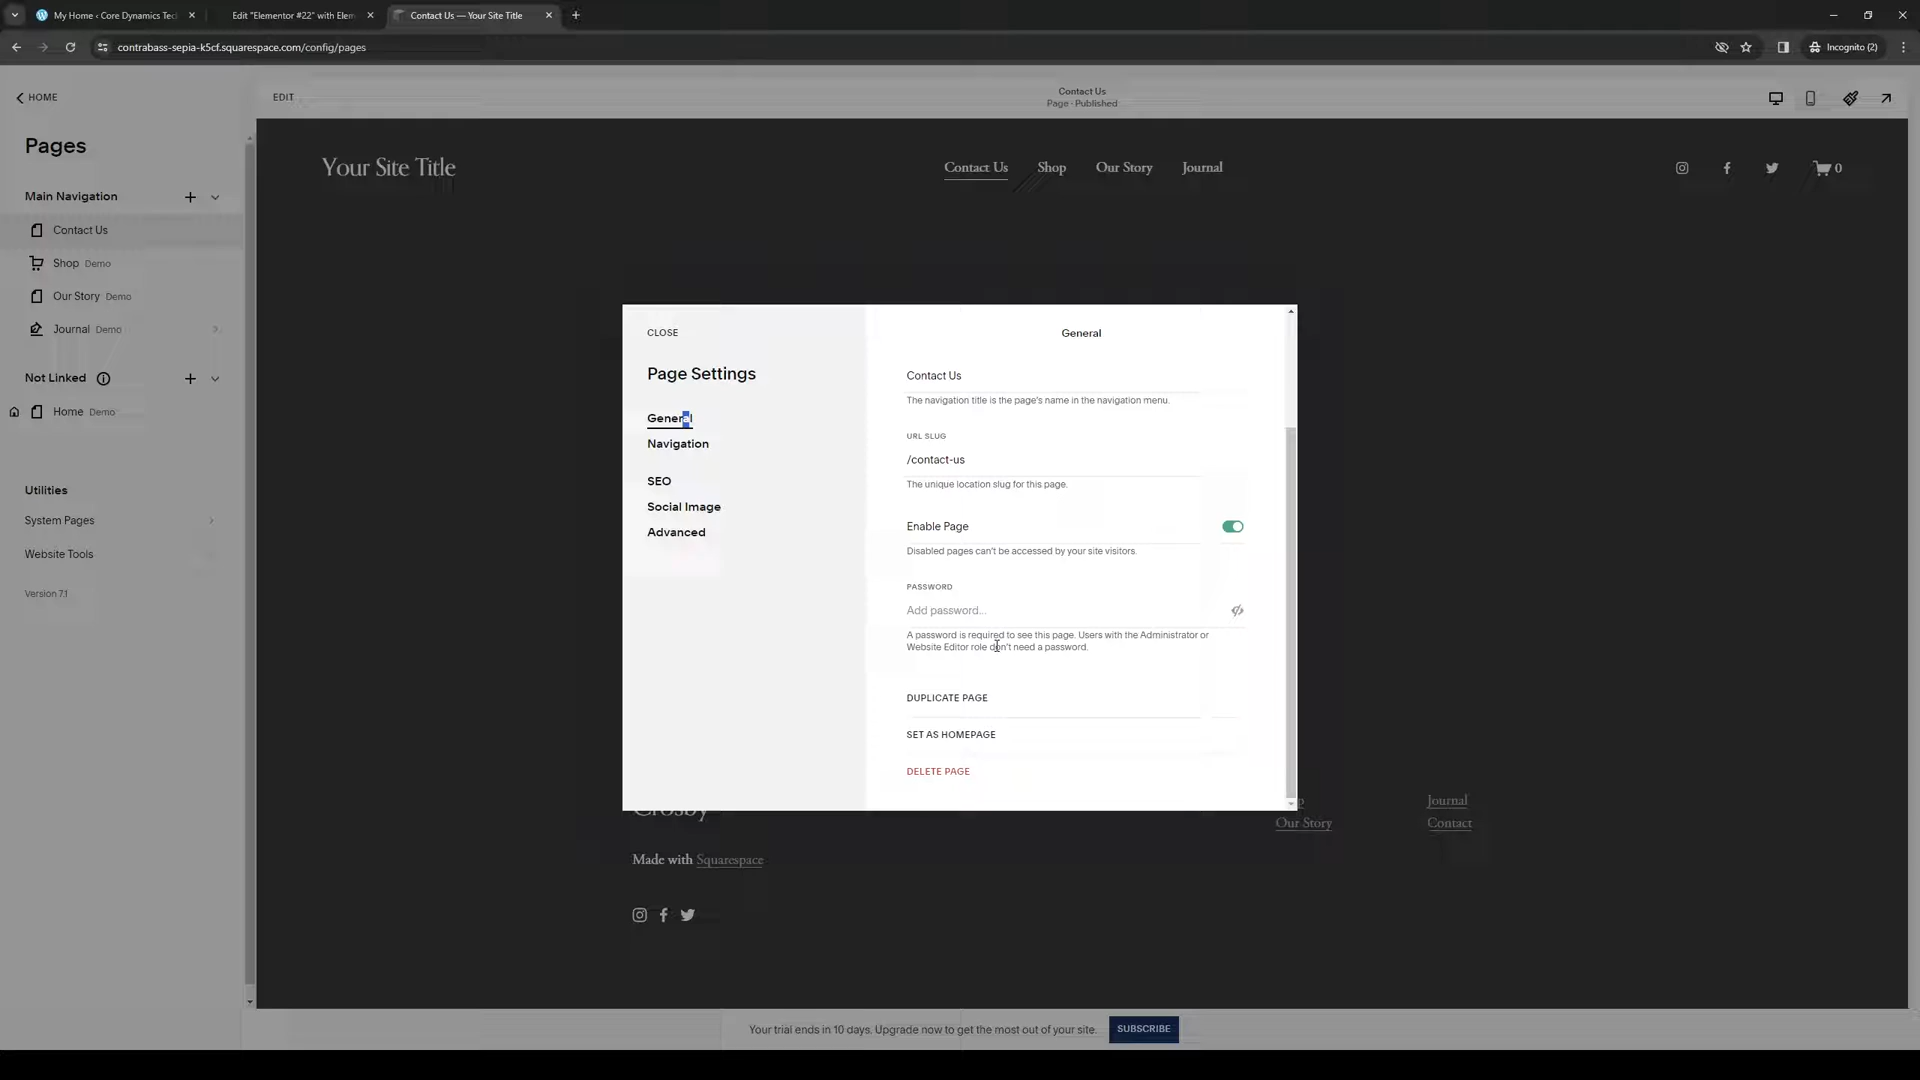 My Home ‹ Core Dynamics Tec
Edit "Elementor #22" with Elem
Contact Us — Your Site Title
contrabass-sepia-k5cf.squarespace.com/config/pages
Incognito (2)
HOME
EDIT
Contact Us
Page · Published
Pages
Your Site Title
Contact Us
Shop
Our Story
Journal
0
Main Navigation
Contact Us
Shop Demo
Our Story Demo
Journal Demo
Not Linked
Home Demo
Utilities
System Pages
Website Tools
Version 7.1
CLOSE
Page Settings
General
Navigation
SEO
Social Image
Advanced
General
Contact Us
The navigation title is the page's name in the navigation menu.
URL SLUG
/contact-us
The unique location slug for this page.
Enable Page
Disabled pages can't be accessed by your site visitors.
PASSWORD
Add password...
A password is required to see this page. Users with the Administrator or
Website Editor role don't need a password.
DUPLICATE PAGE
SET AS HOMEPAGE
DELETE PAGE
Crosby
Journal
Our Story
Contact
Made with Squarespace
Your trial ends in 10 days. Upgrade now to get the most out of your site.
SUBSCRIBE